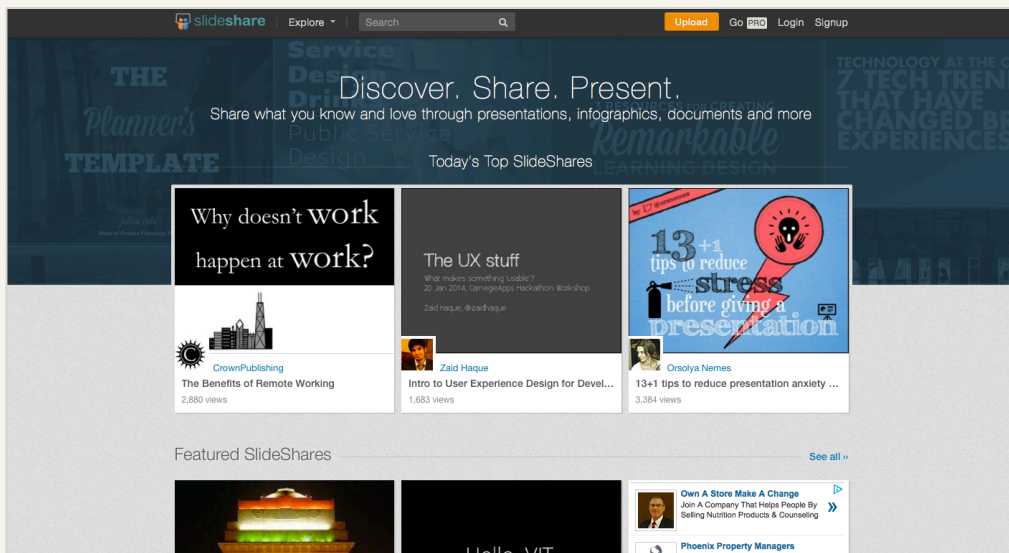 slideshare
Explore
Search
Upload
Go PRO
Login
Signup
THE
Planner's
TEMPLATE
Service
Design
Drinks
Public Service
Design
RESOURCES FOR CREATING
Remarkable
LEARNING DESIGN
TECHNOLOGY AT THE
7 TECH TREN
THAT HAVE
CHANGED BR
EXPERIENCES
Discover. Share. Present.
Share what you know and love through presentations, infographics, documents and more
Today's Top SlideShares
Why doesn't work
happen at work?
C
CrownPublishing
The Benefits of Remote Working
2,880 views
The UX stuff
What makes something 'usable'?
20 Jan 2014, CarnegieApps Hackathon Workshop
Zaid Haque, @zaidhaque
Zaid Haque
Intro to User Experience Design for Devel...
1,683 views
by
13+1
tips to reduce
stress
before giving a
presentation
Orsolya Nemes
13+1 tips to reduce presentation anxiety ...
3,384 views
Featured SlideShares
See all ››
Hello, VIT
Own A Store Make A Change
Join A Company That Helps People By
Selling Nutrition Products & Counseling
Phoenix Property Managers